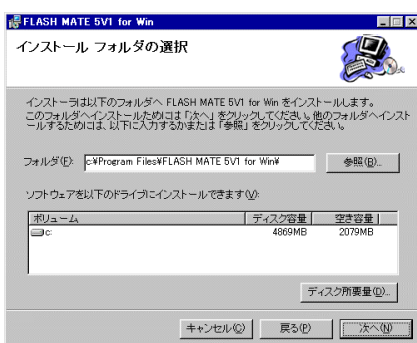 FLASH MATE 5V1 for Win
インストール フォルダの選択
インストーラは以下のフォルダへ FLASH MATE 5V1 for Win をインストールします。
このフォルダへインストールするためには「次へ」をクリックしてください。他のフォルダへインスト
ールするためには、以下に入力するかまたは「参照」をクリックしてください。
フォルダ(F): c:¥Program Files¥FLASH MATE 5V1 for Win¥ 参照(R)...
ソフトウェアを以下のドライブにインストールできます(V):
ボリューム ディスク容量 空き容量
c: 4869MB 2079MB
ディスク所要量(D)...
キャンセル(C) 戻る(P) 次へ(N)